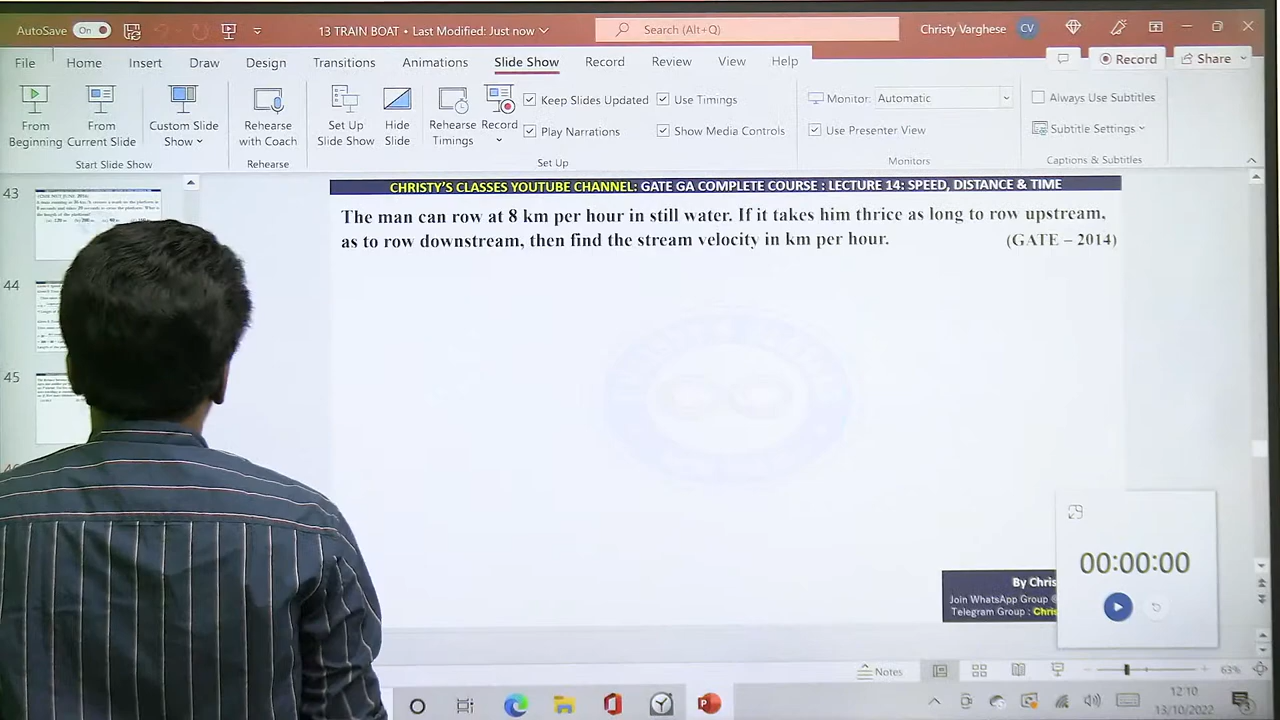 AutoSave On 13 TRAIN BOAT • Last Modified: Just now Search (Alt+Q) Christy Varghese CV
File Home Insert Draw Design Transitions Animations Slide Show Record Review View Help Record Share
From Beginning
From Current Slide
Custom Slide Show
Start Slide Show
Rehearse with Coach
Rehearse
Set Up Slide Show
Hide Slide
Rehearse Timings
Record
Keep Slides Updated
Play Narrations
Use Timings
Show Media Controls
Set Up
Monitor: Automatic
Use Presenter View
Monitors
Always Use Subtitles
Subtitle Settings
Captions & Subtitles
43
44
45
CHRISTY'S CLASSES YOUTUBE CHANNEL: GATE GA COMPLETE COURSE : LECTURE 14: SPEED, DISTANCE & TIME
The man can row at 8 km per hour in still water. If it takes him thrice as long to row upstream,
as to row downstream, then find the stream velocity in km per hour. (GATE – 2014)
00:00:00
By Chris
Join WhatsApp Group
Telegram Group : Chris
Notes 63%
12:10
13/10/2022
3